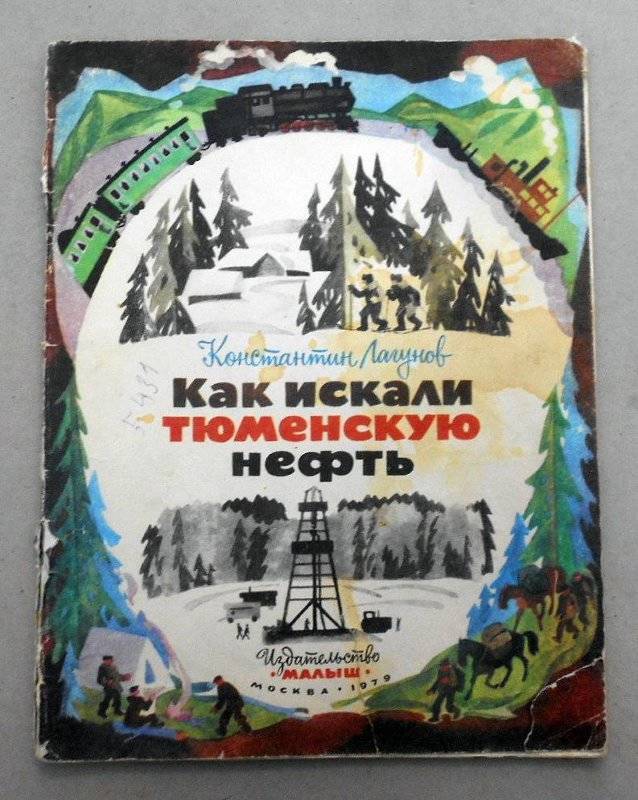 Константин Лагунов
Как искали
тюменскую
нефть
Издательство
•МАЛЫШ•
МОСКВА • 1979